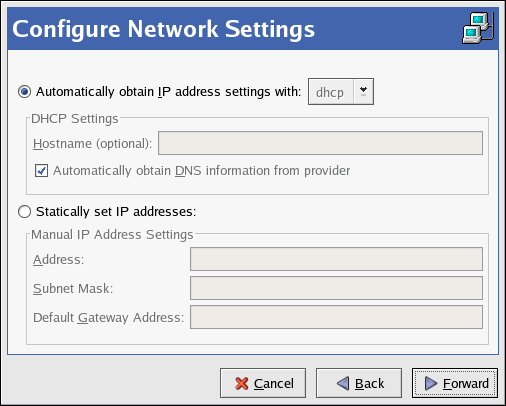 Configure Network Settings
Automatically obtain IP address settings with: dhcp
DHCP Settings
Hostname (optional):
Automatically obtain DNS information from provider
Statically set IP addresses:
Manual IP Address Settings
Address:
Subnet Mask:
Default Gateway Address:
Cancel Back Forward